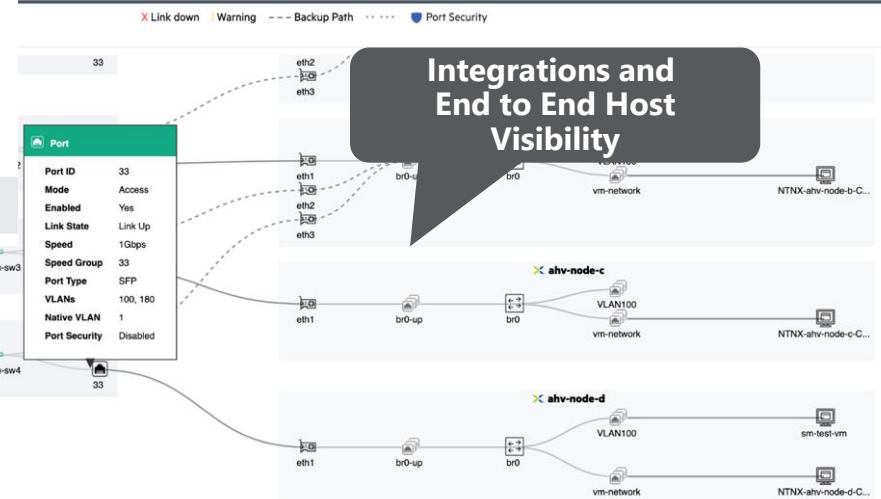 X Link down ! Warning --- Backup Path Port Security
33
eth2
eth3
Integrations and
End to End Host
Visibility
Port
Port ID 33
Mode Access
Enabled Yes
Link State Link Up
Speed 1Gbps
Speed Group 33
Port Type SFP
VLANs 100, 180
Native VLAN 1
Port Security Disabled
eth1
br0
vm-network
NTNX-ahv-node-b-C...
eth2
eth3
-sw3
ahv-node-c
VLAN100
eth1
br0-up
br0
vm-network
NTNX-ahv-node-c-C...
-sw4
33
ahv-node-d
VLAN100
sm-test-vm
eth1
br0-up
br0
vm-network
NTNX-ahv-node-d-C...